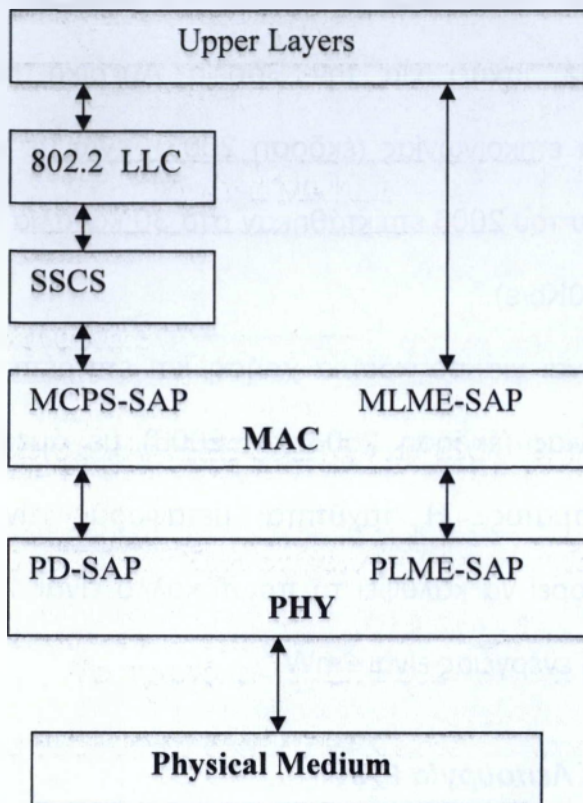 Upper Layers
802.2 LLC
SSCS
MCPS-SAP MLME-SAP
MAC
PD-SAP PLME-SAP
PHY
Physical Medium